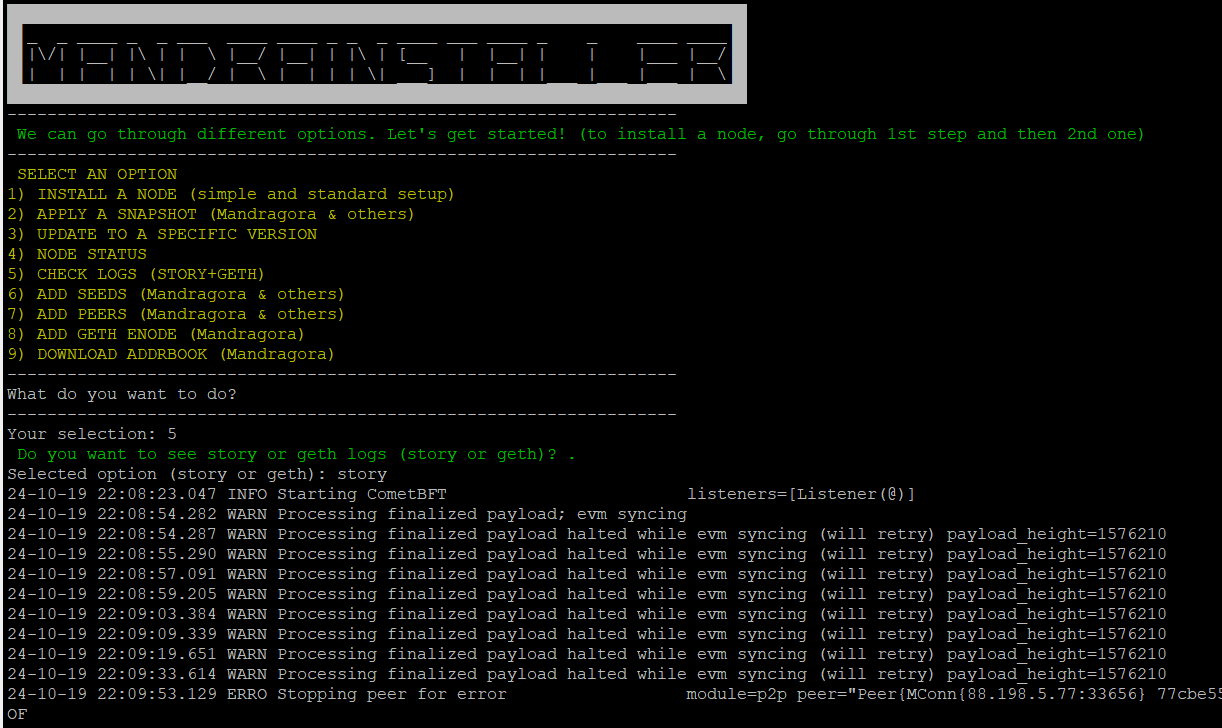 MANDRAINSTALLER
We can go through different options. Let's get started! (to install a node, go through 1st step and then 2nd one)
SELECT AN OPTION
1) INSTALL A NODE (simple and standard setup)
2) APPLY A SNAPSHOT (Mandragora & others)
3) UPDATE TO A SPECIFIC VERSION
4) NODE STATUS
5) CHECK LOGS (STORY+GETH)
6) ADD SEEDS (Mandragora & others)
7) ADD PEERS (Mandragora & others)
8) ADD GETH ENODE (Mandragora)
9) DOWNLOAD ADDRBOOK (Mandragora)
What do you want to do?
Your selection: 5
Do you want to see story or geth logs (story or geth)? .
Selected option (story or geth): story
24-10-19 22:08:23.047 INFO Starting CometBFT listeners=[Listener(@)]
24-10-19 22:08:54.282 WARN Processing finalized payload; evm syncing
24-10-19 22:08:54.287 WARN Processing finalized payload halted while evm syncing (will retry) payload_height=1576210
24-10-19 22:08:55.290 WARN Processing finalized payload halted while evm syncing (will retry) payload_height=1576210
24-10-19 22:08:57.091 WARN Processing finalized payload halted while evm syncing (will retry) payload_height=1576210
24-10-19 22:08:59.205 WARN Processing finalized payload halted while evm syncing (will retry) payload_height=1576210
24-10-19 22:09:03.384 WARN Processing finalized payload halted while evm syncing (will retry) payload_height=1576210
24-10-19 22:09:09.339 WARN Processing finalized payload halted while evm syncing (will retry) payload_height=1576210
24-10-19 22:09:19.651 WARN Processing finalized payload halted while evm syncing (will retry) payload_height=1576210
24-10-19 22:09:33.614 WARN Processing finalized payload halted while evm syncing (will retry) payload_height=1576210
24-10-19 22:09:53.129 ERRO Stopping peer for error module=p2p peer="Peer{MConn{88.198.5.77:33656} 77cbe55
OF